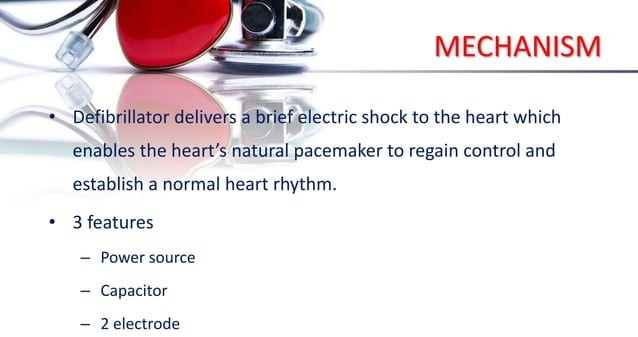 MECHANISM
• Defibrillator delivers a brief electric shock to the heart which
enables the heart’s natural pacemaker to regain control and
establish a normal heart rhythm.
• 3 features
– Power source
– Capacitor
– 2 electrode